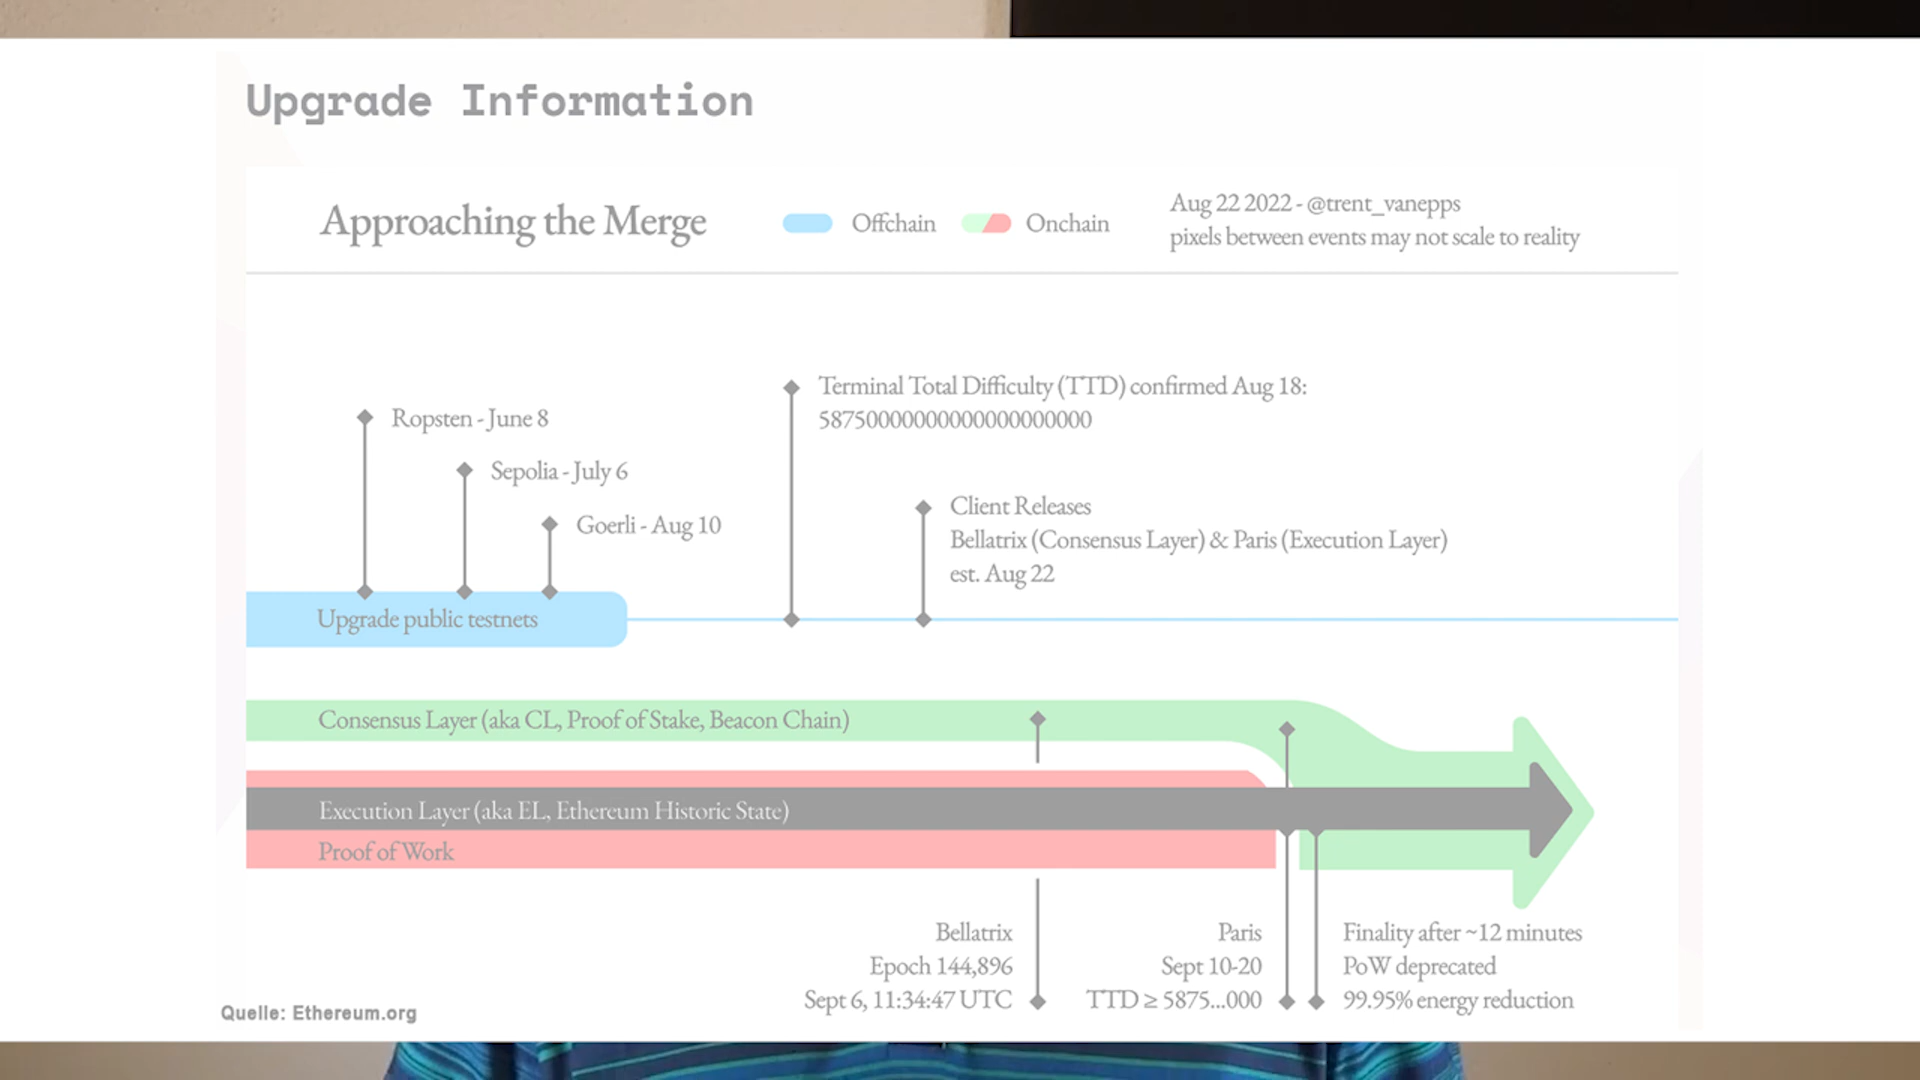 Upgrade Information
Approaching the Merge
Offchain
Onchain
Aug 22 2022 - @trent_vanepps
pixels between events may not scale to reality
Terminal Total Difficulty (TTD) confirmed Aug 18:
58750000000000000000000
Ropsten - June 8
Sepolia - July 6
Goerli - Aug 10
Client Releases
Bellatrix (Consensus Layer) & Paris (Execution Layer)
est. Aug 22
Upgrade public testnets
Consensus Layer (aka CL, Proof of Stake, Beacon Chain)
Execution Layer (aka EL, Ethereum Historic State)
Proof of Work
Bellatrix
Epoch 144,896
Sept 6, 11:34:47 UTC
Paris
Sept 10-20
TTD ≥ 5875...000
Finality after ~12 minutes
PoW deprecated
99.95% energy reduction
Quelle: Ethereum.org